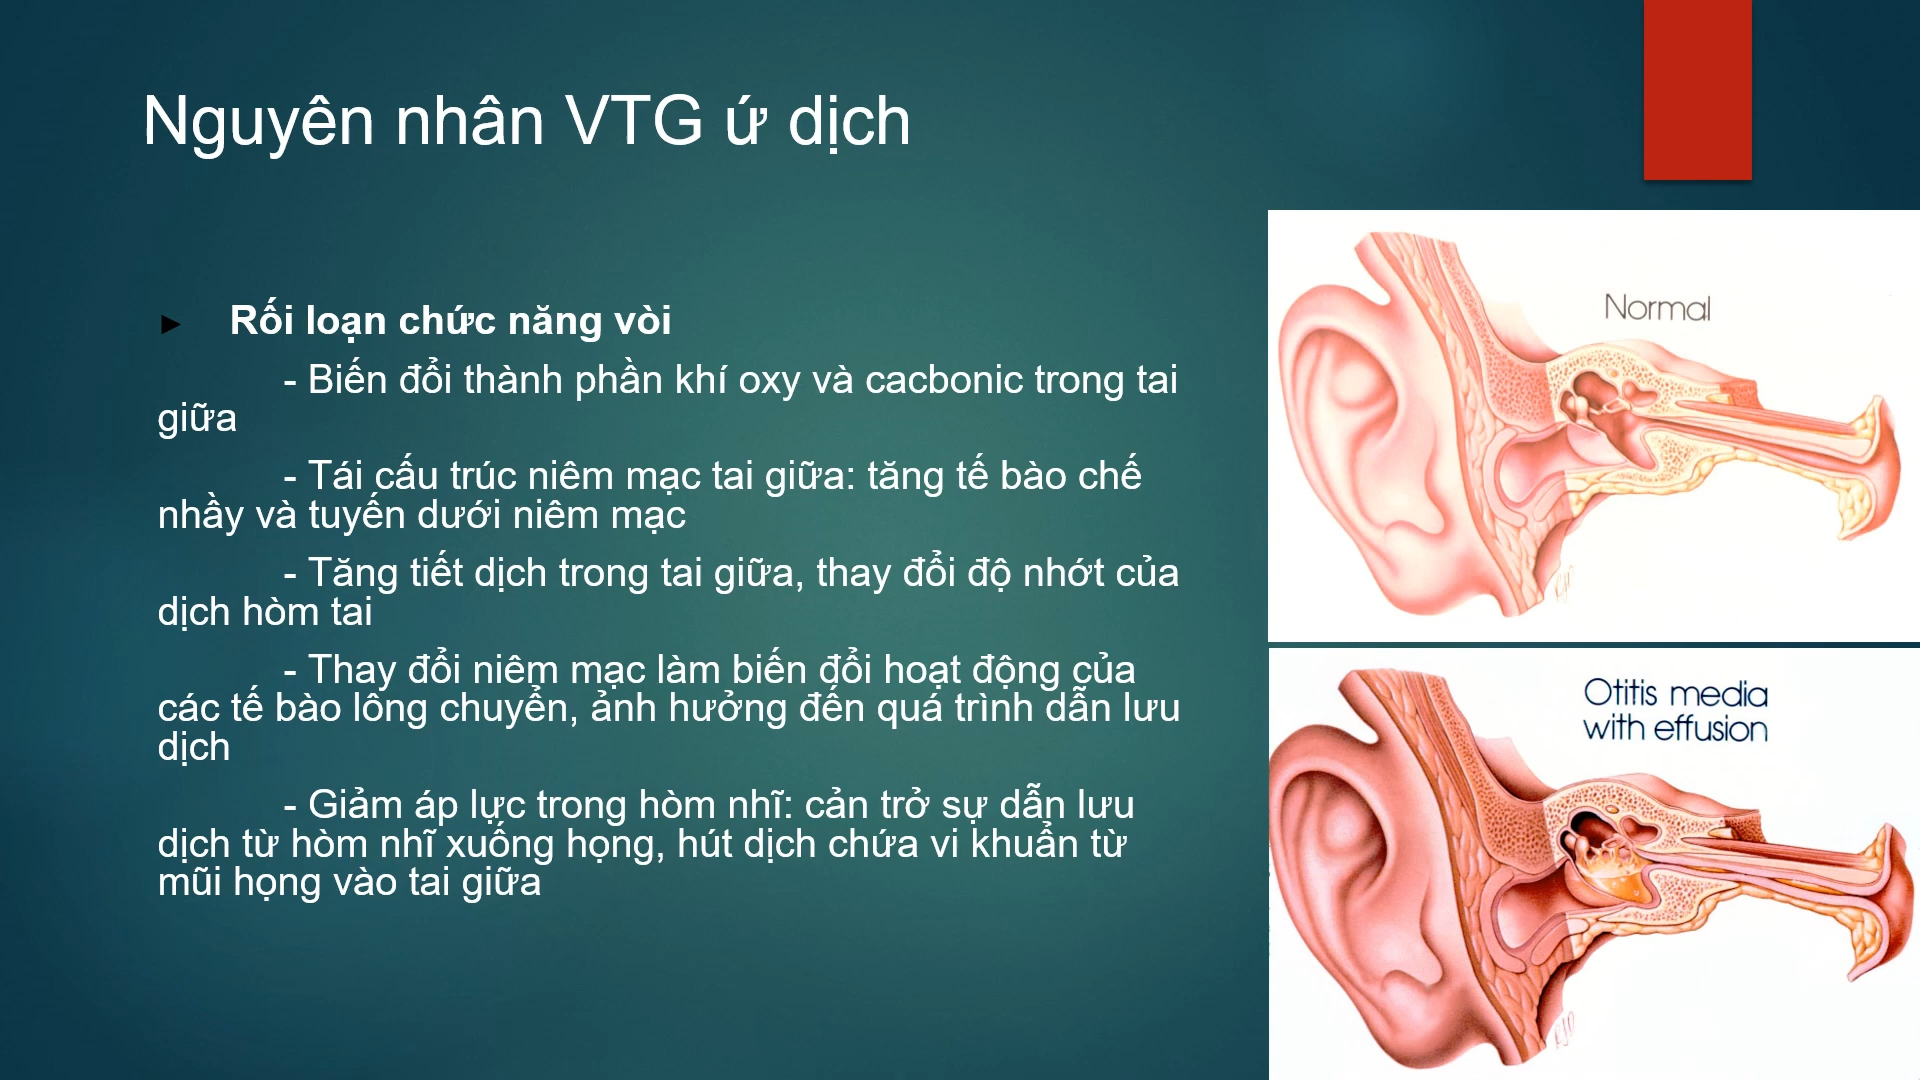 Nguyên nhân VTG ứ dịch
► Rối loạn chức năng vòi
- Biến đổi thành phần khí oxy và cacbonic trong tai
giữa
- Tái cấu trúc niêm mạc tai giữa: tăng tế bào chế
nhầy và tuyến dưới niêm mạc
- Tăng tiết dịch trong tai giữa, thay đổi độ nhớt của
dịch hòm tai
- Thay đổi niêm mạc làm biến đổi hoạt động của
các tế bào lông chuyển, ảnh hưởng đến quá trình dẫn lưu
dịch
- Giảm áp lực trong hòm nhĩ: cản trở sự dẫn lưu
dịch từ hòm nhĩ xuống họng, hút dịch chứa vi khuẩn từ
mũi họng vào tai giữa
Normal
Otitis media
with effusion